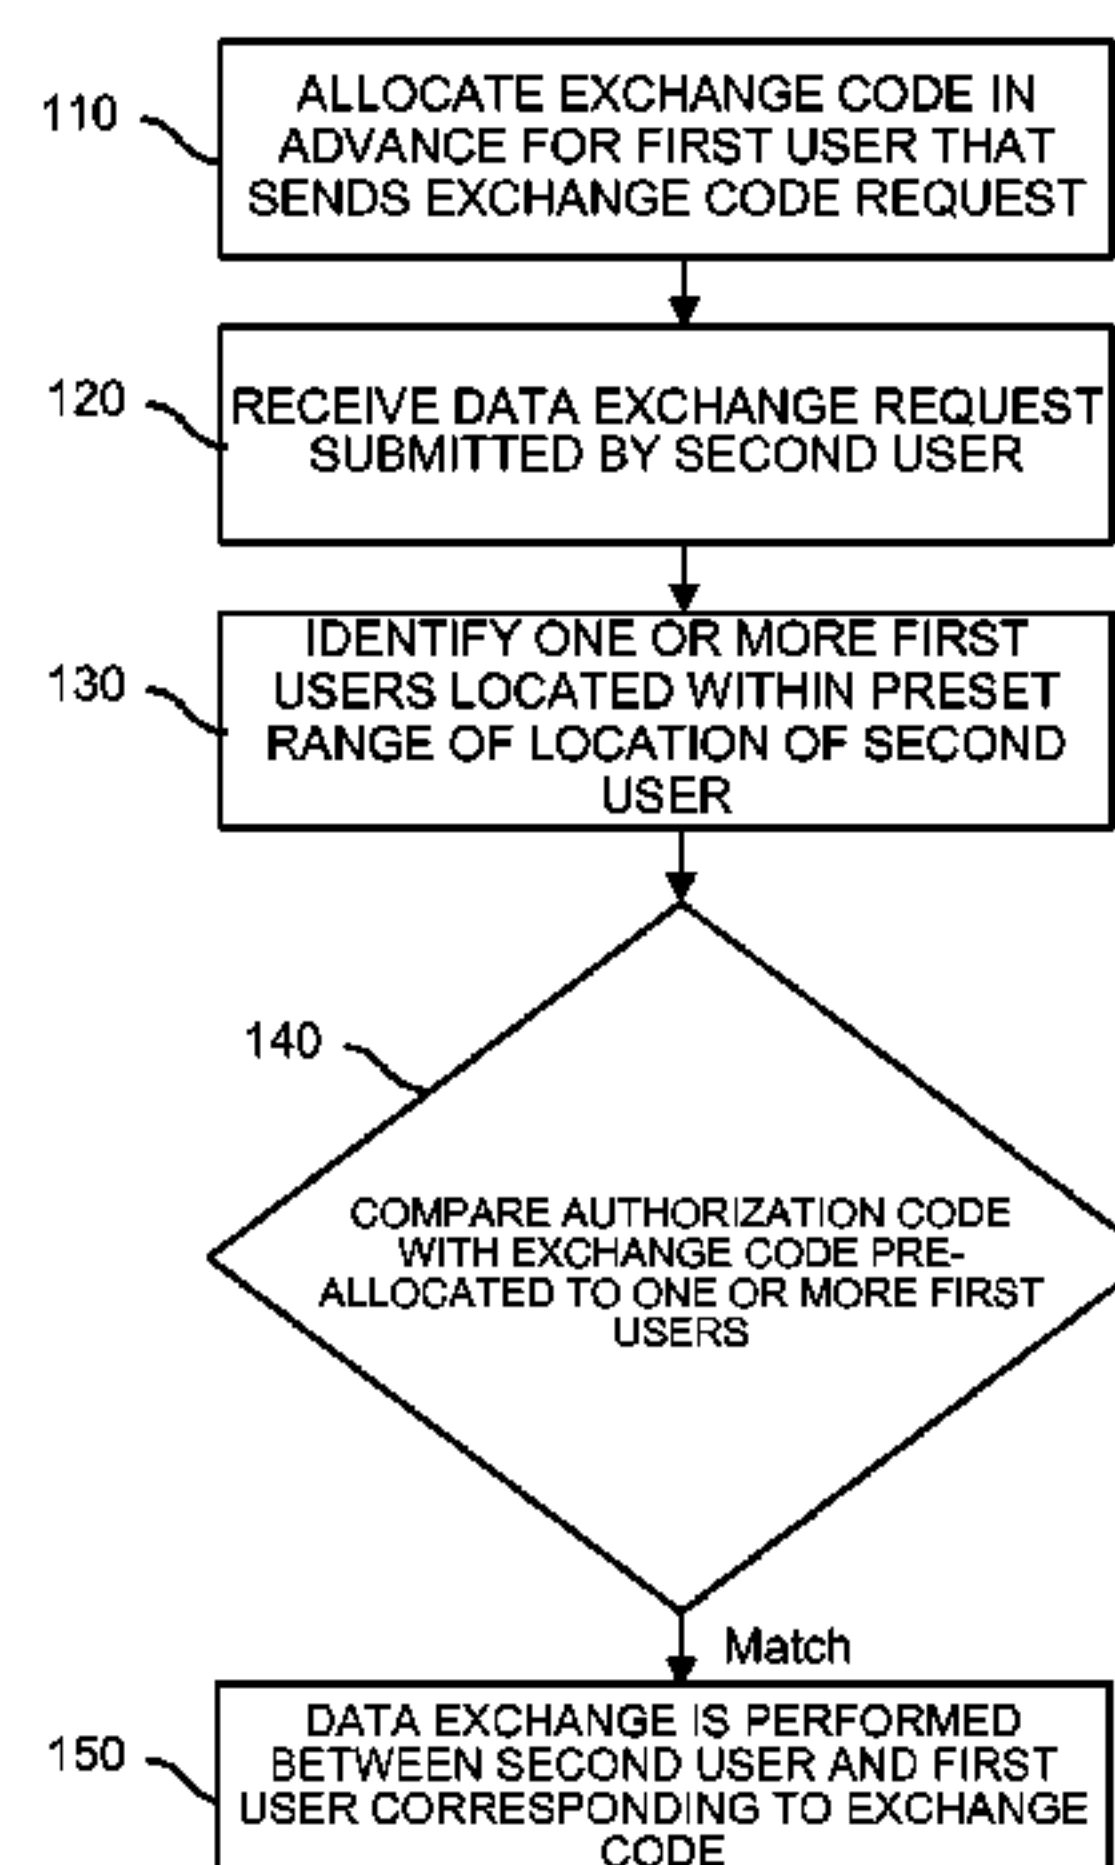 110
ALLOCATE EXCHANGE CODE IN
ADVANCE FOR FIRST USER THAT
SENDS EXCHANGE CODE REQUEST
120
RECEIVE DATA EXCHANGE REQUEST
SUBMITTED BY SECOND USER
130
IDENTIFY ONE OR MORE FIRST
USERS LOCATED WITHIN PRESET
RANGE OF LOCATION OF SECOND
USER
140
COMPARE AUTHORIZATION CODE
WITH EXCHANGE CODE PRE-
ALLOCATED TO ONE OR MORE FIRST
USERS
Match
150
DATA EXCHANGE IS PERFORMED
BETWEEN SECOND USER AND FIRST
USER CORRESPONDING TO EXCHANGE
CODE